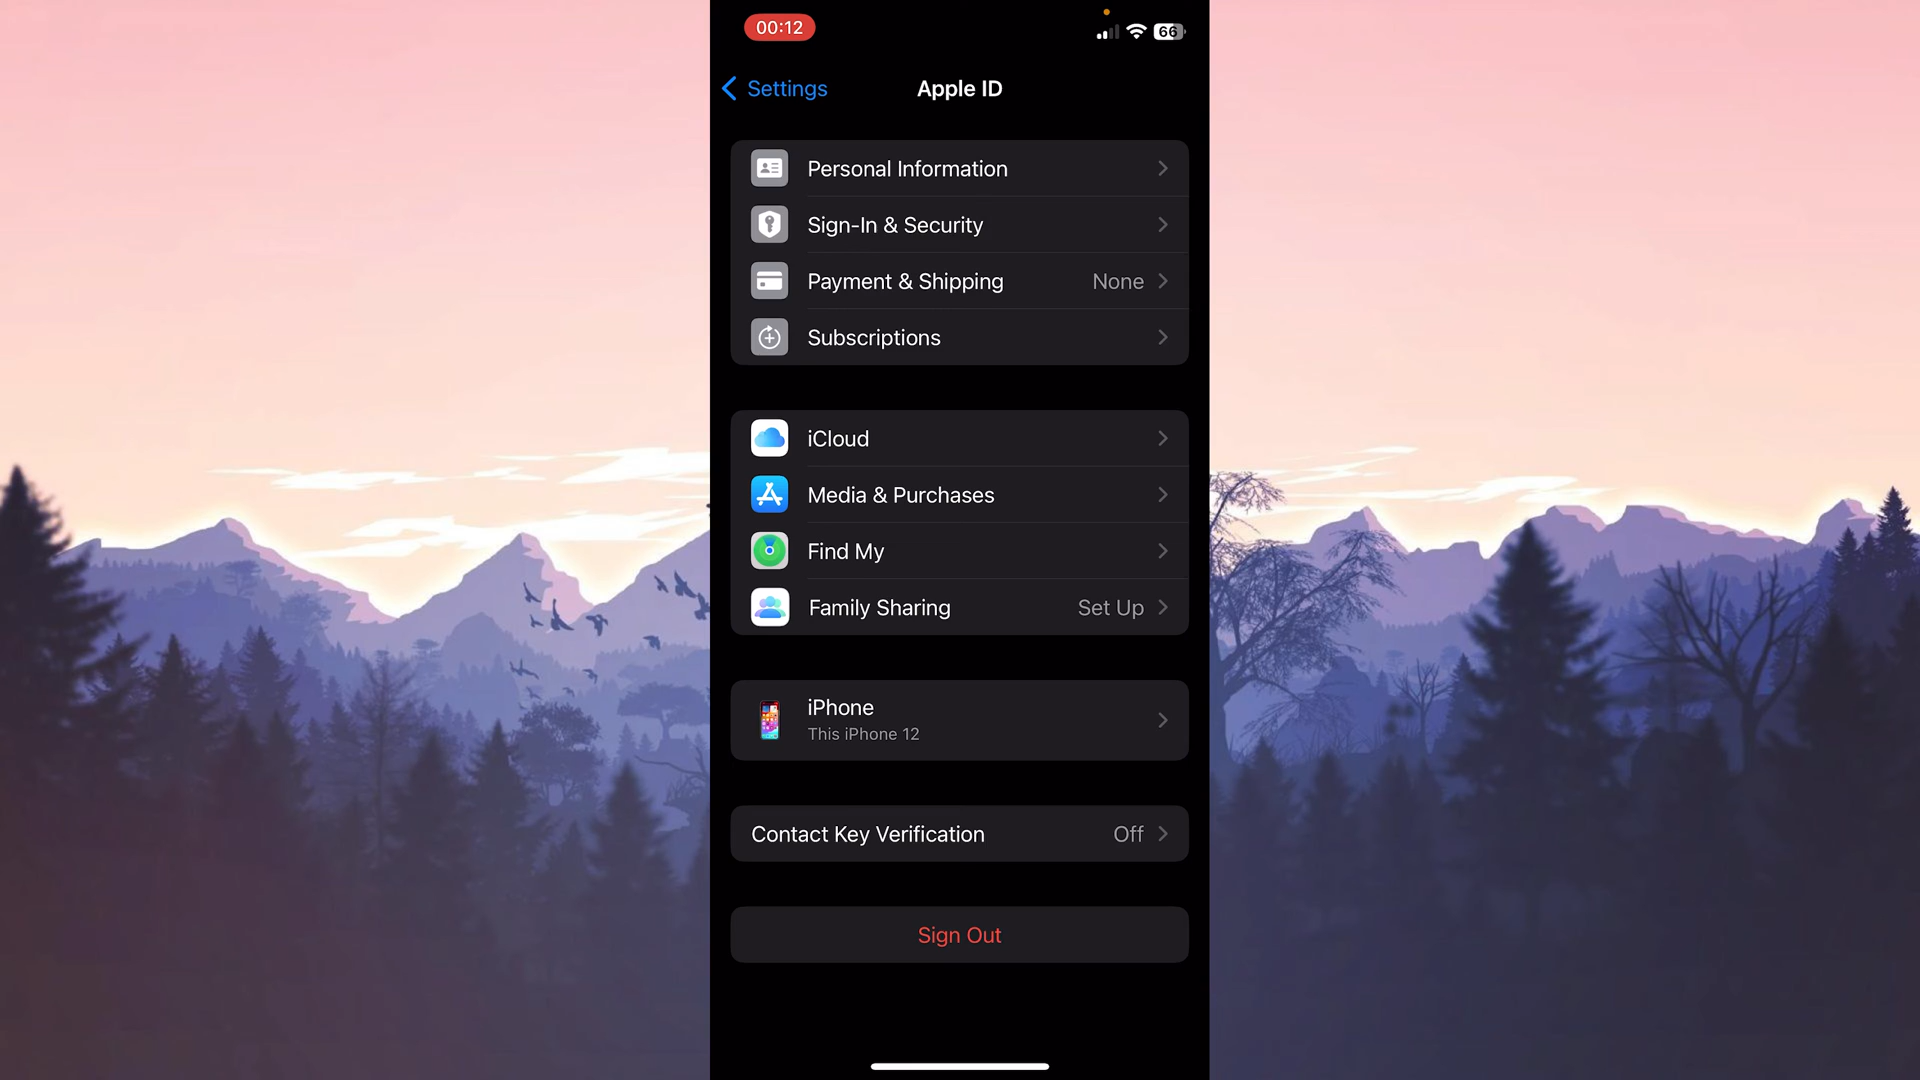 00:12
66
Settings
Apple ID
Personal Information
Sign-In & Security
Payment & Shipping None
Subscriptions
iCloud
Media & Purchases
Find My
Family Sharing Set Up
iPhone
This iPhone 12
Contact Key Verification Off
Sign Out